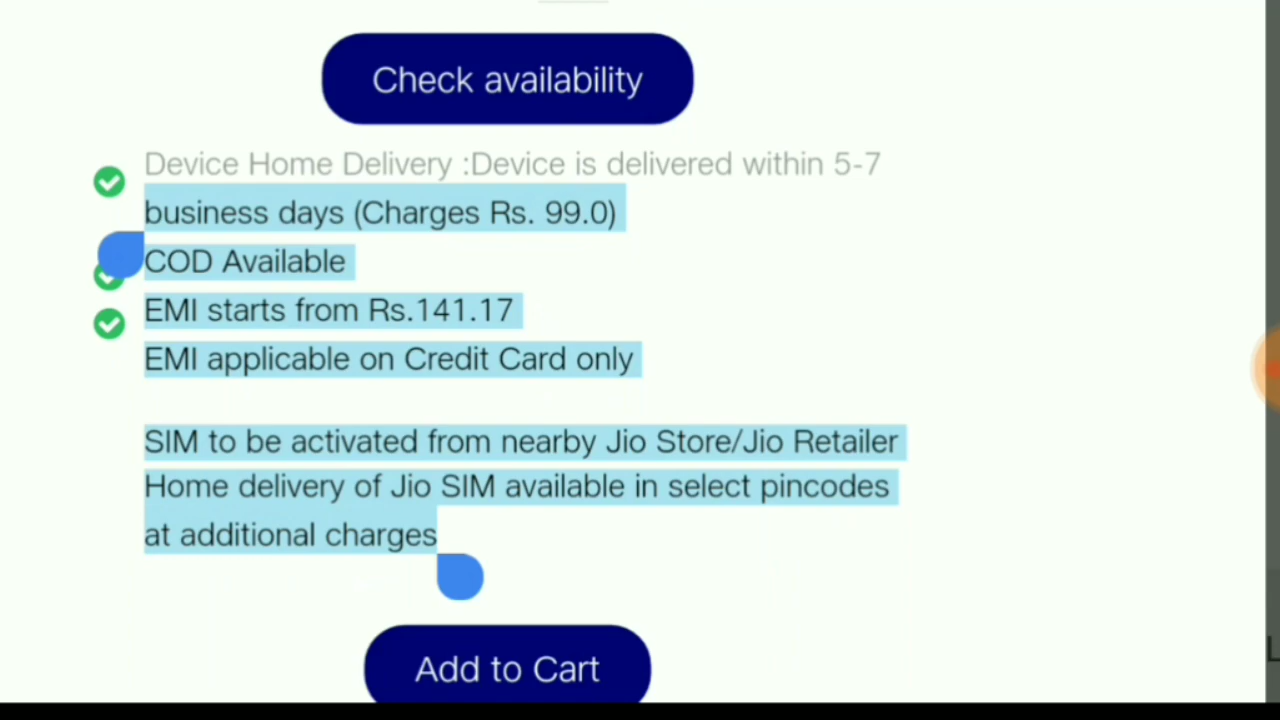 Check availability
Device Home Delivery :Device is delivered within 5-7
business days (Charges Rs. 99.0)
COD Available
EMI starts from Rs.141.17
EMI applicable on Credit Card only
SIM to be activated from nearby Jio Store/Jio Retailer
Home delivery of Jio SIM available in select pincodes
at additional charges
Add to Cart